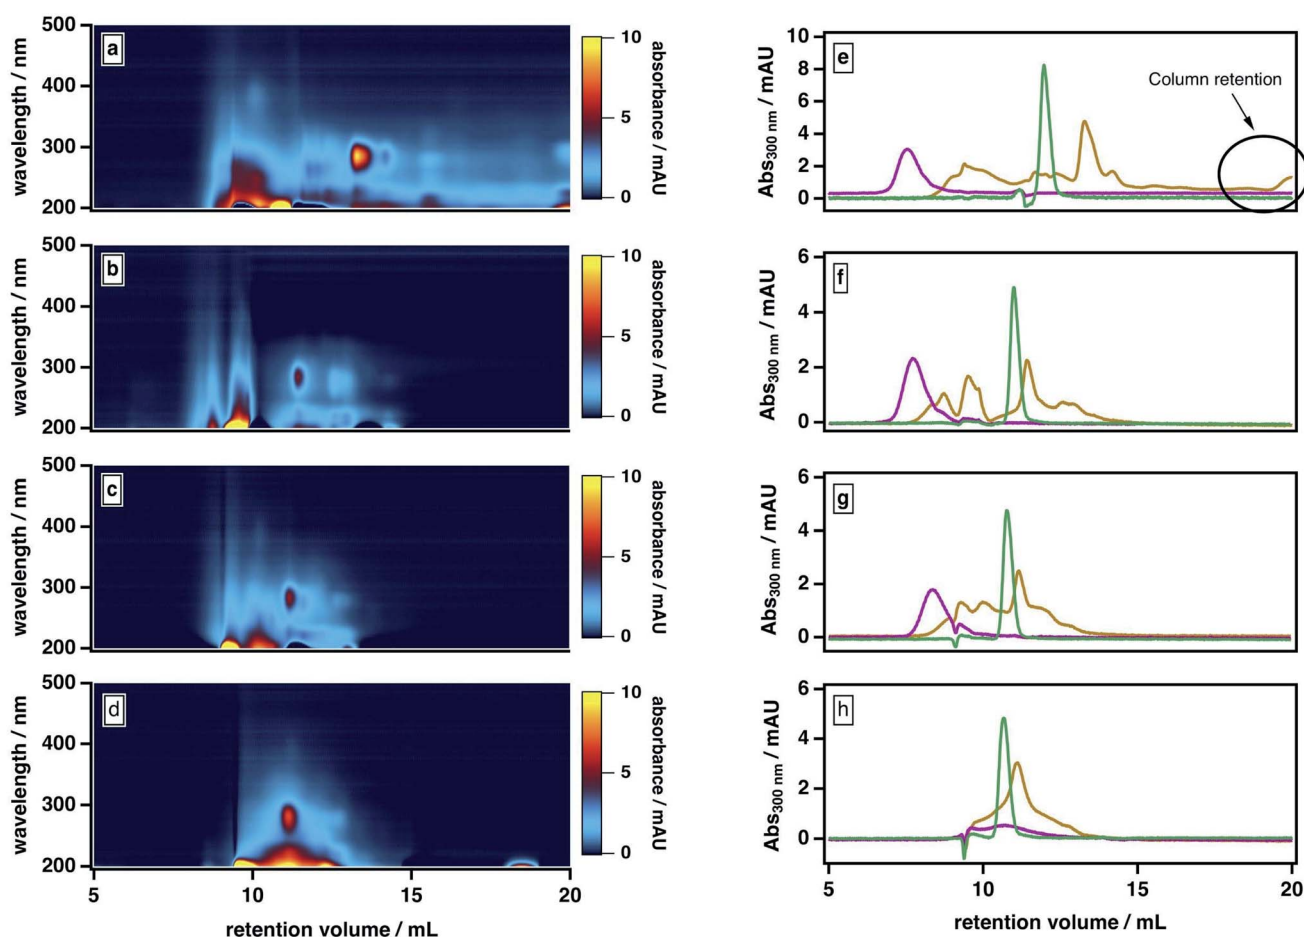 500
400
300
200
wavelength / nm
a
10
5
0
absorbance / mAU
500
400
300
200
wavelength / nm
b
10
5
0
absorbance / mAU
500
400
300
200
wavelength / nm
c
10
5
0
absorbance / mAU
500
400
300
200
wavelength / nm
d
10
5
0
absorbance / mAU
5 10 15 20
retention volume / mL
10
8
6
4
2
0
Abs300 nm / mAU
e
Column retention
6
4
2
0
Abs300 nm / mAU
f
6
4
2
0
Abs300 nm / mAU
g
6
4
2
0
Abs300 nm / mAU
h
5 10 15 20
retention volume / mL